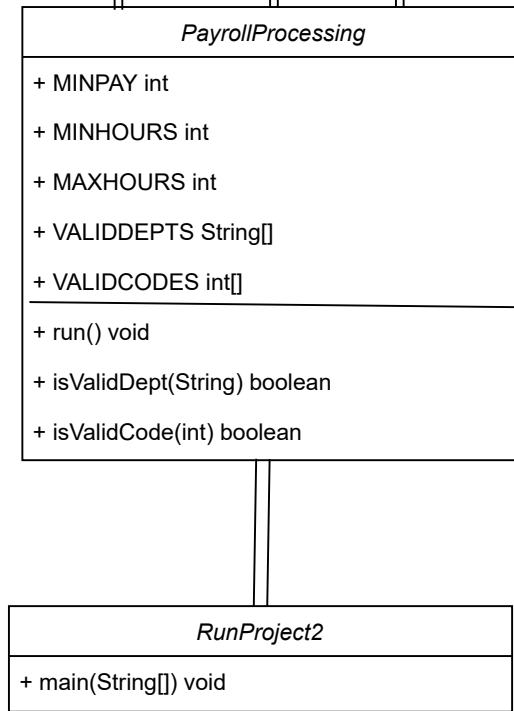 PayrollProcessing
+ MINPAY int
+ MINHOURS int
+ MAXHOURS int
+ VALIDDEPTS String[]
+ VALIDCODES int[]
+ run() void
+ isValidDept(String) boolean
+ isValidCode(int) boolean
RunProject2
+ main(String[]) void